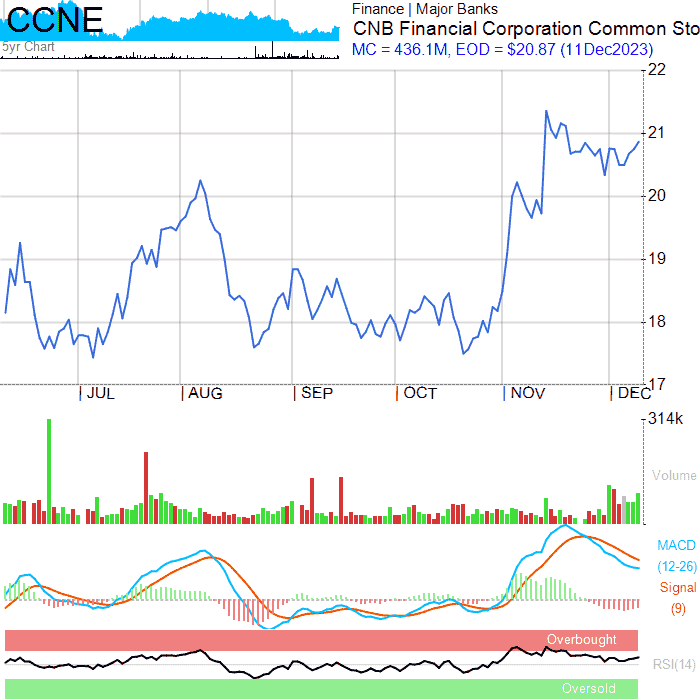 CCNE
5yr Chart
Finance | Major Banks
CNB Financial Corporation Common Sto
MC = 436.1M, EOD = $20.87 (11Dec2023)
22
21
20
19
18
17
| JUL | AUG | SEP | OCT | NOV | DEC
314k
Volume
MACD
(12-26)
Signal
(9)
Overbought
RSI(14)
Oversold